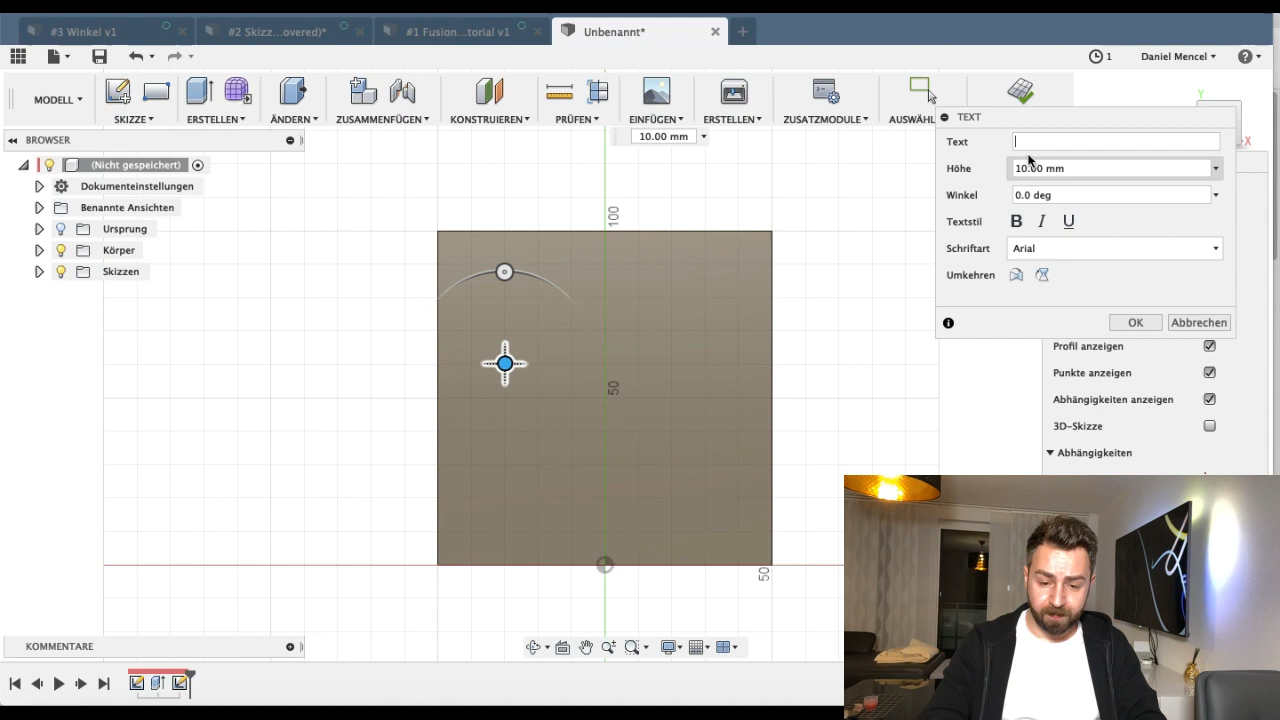 #3 Winkel v1
#2 Skizz...overed)*
#1 Fusion...torial v1
Unbenannt*
1
Daniel Mencel
MODELL
SKIZZE
ERSTELLEN
ÄNDERN
ZUSAMMENFÜGEN
KONSTRUIEREN
PRÜFEN
EINFÜGEN
ERSTELLEN
ZUSATZMODULE
AUSWÄHL
BROWSER
10.00 mm
(Nicht gespeichert)
Dokumenteinstellungen
Benannte Ansichten
Ursprung
Körper
Skizzen
100
50
50
Y
X
TEXT
Text
Höhe 10.00 mm
Winkel 0.0 deg
Textstil B I U
Schriftart Arial
Umkehren
OK Abbrechen
Profil anzeigen
Punkte anzeigen
Abhängigkeiten anzeigen
3D-Skizze
Abhängigkeiten
KOMMENTARE